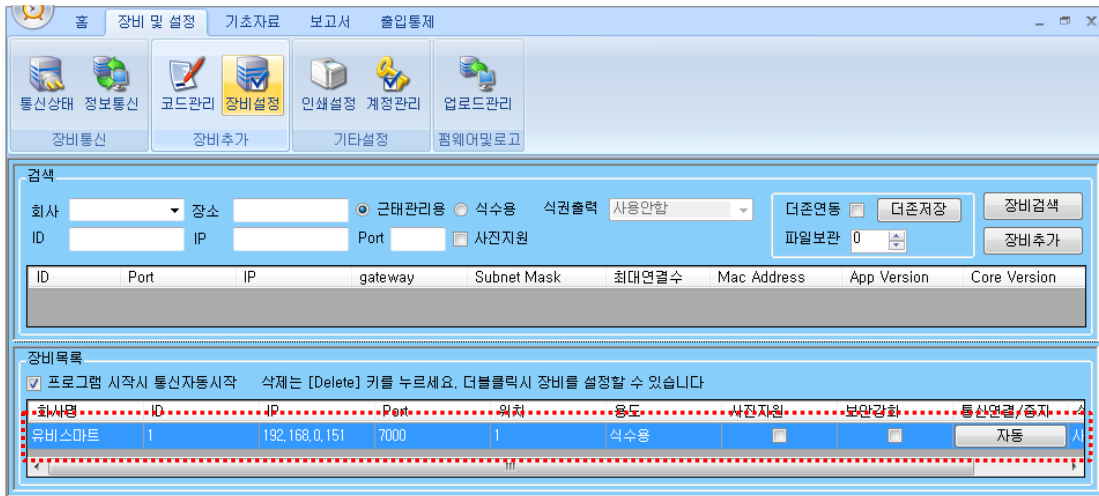 홈 장비 및 설정 기초자료 보고서 출입통제
통신상태 정보통신 코드관리 장비설정 인쇄설정 계정관리 업로드관리
장비통신 장비추가 기타설정 펌웨어및로고
검색
회사 장소 근태관리용 식수용 식권출력 사용안함 더존연동 더존저장 장비검색
ID IP Port 사진지원 파일보관 0 장비추가
ID Port IP gateway Subnet Mask 최대연결수 Mac Address App Version Core Version
장비목록
프로그램 시작시 통신자동시작 삭제는 [Delete] 키를 누르세요, 더블클릭시 장비를 설정할 수 있습니다
회사명 ID IP Port 위치 용도 사진지원 보안강화 통신연결/중지
유비스마트 1 192,168,0,151 7000 1 식수용 자동